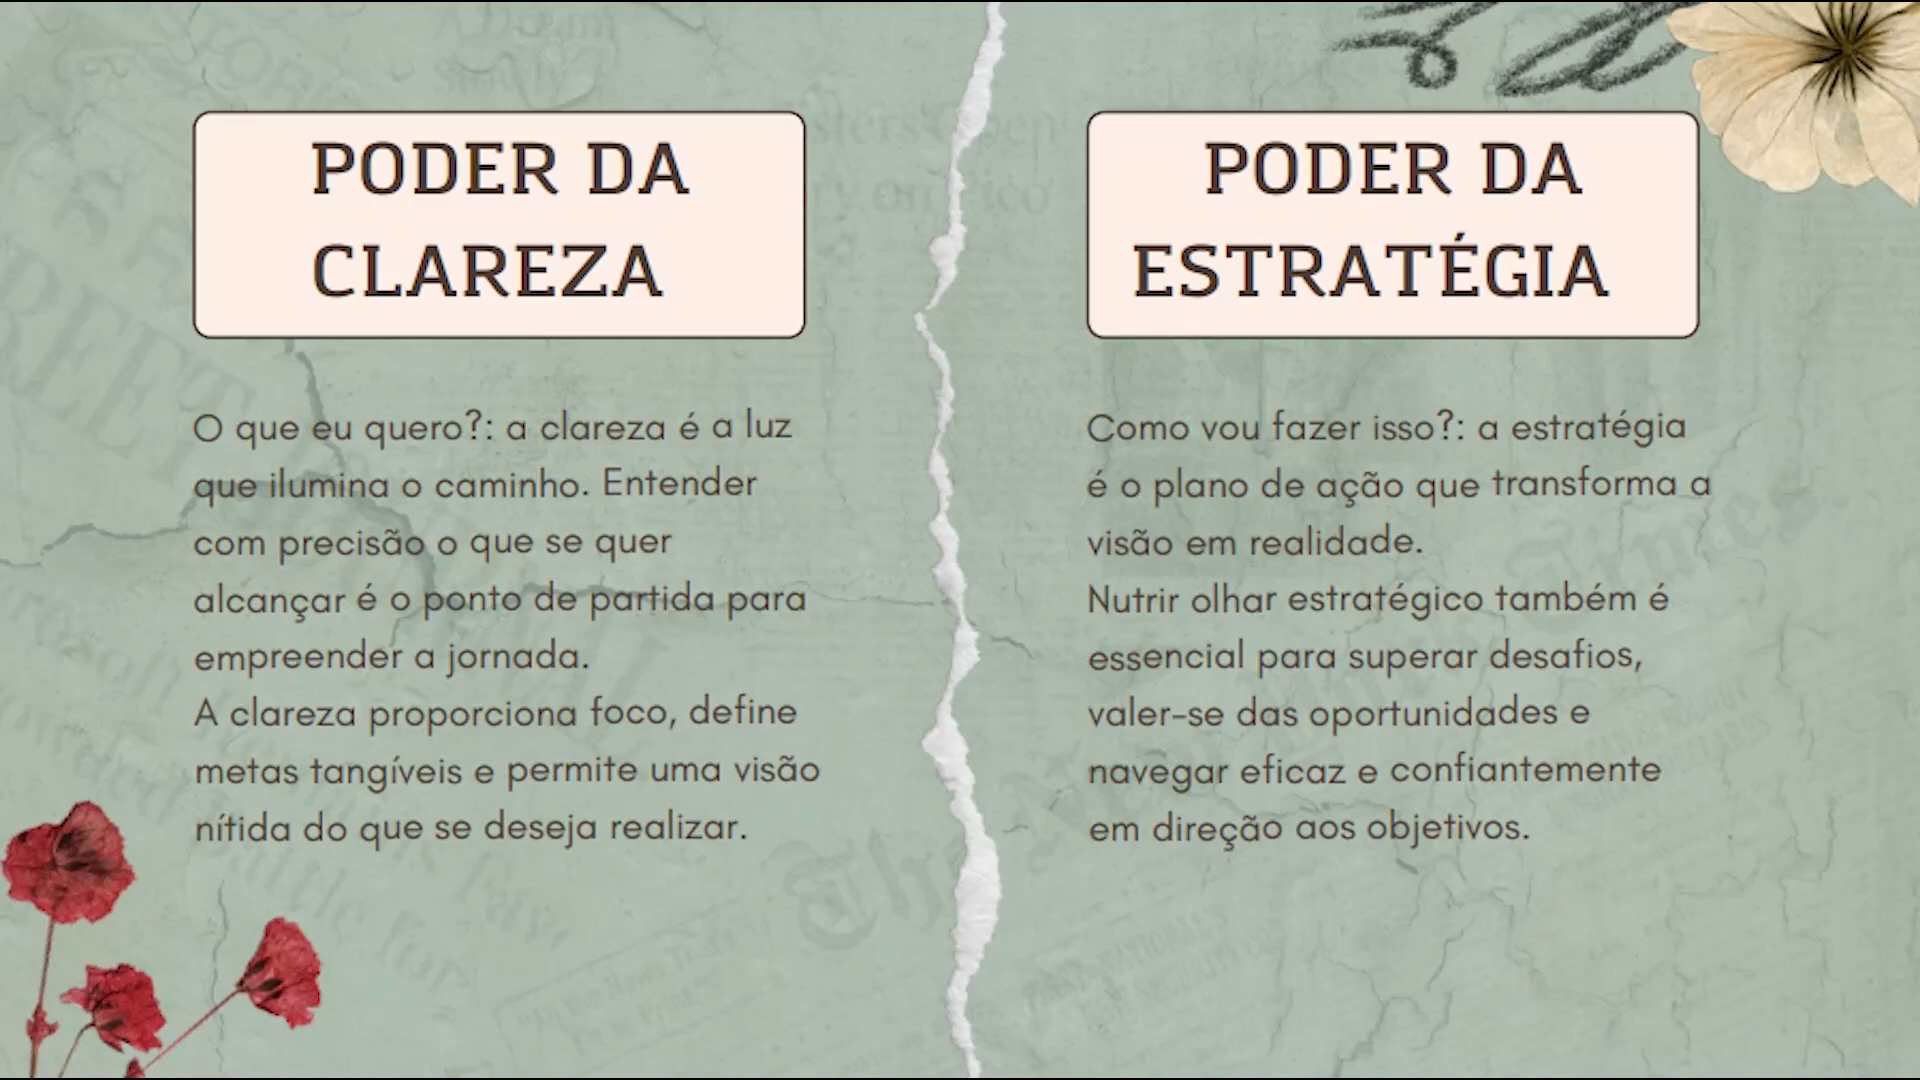 PODER DA
CLAREZA
O que eu quero?: a clareza é a luz
que ilumina o caminho. Entender
com precisão o que se quer
alcançar é o ponto de partida para
empreender a jornada.
A clareza proporciona foco, define
metas tangíveis e permite uma visão
nítida do que se deseja realizar.
PODER DA
ESTRATÉGIA
Como vou fazer isso?: a estratégia
é o plano de ação que transforma a
visão em realidade.
Nutrir olhar estratégico também é
essencial para superar desafios,
valer-se das oportunidades e
navegar eficaz e confiantemente
em direção aos objetivos.